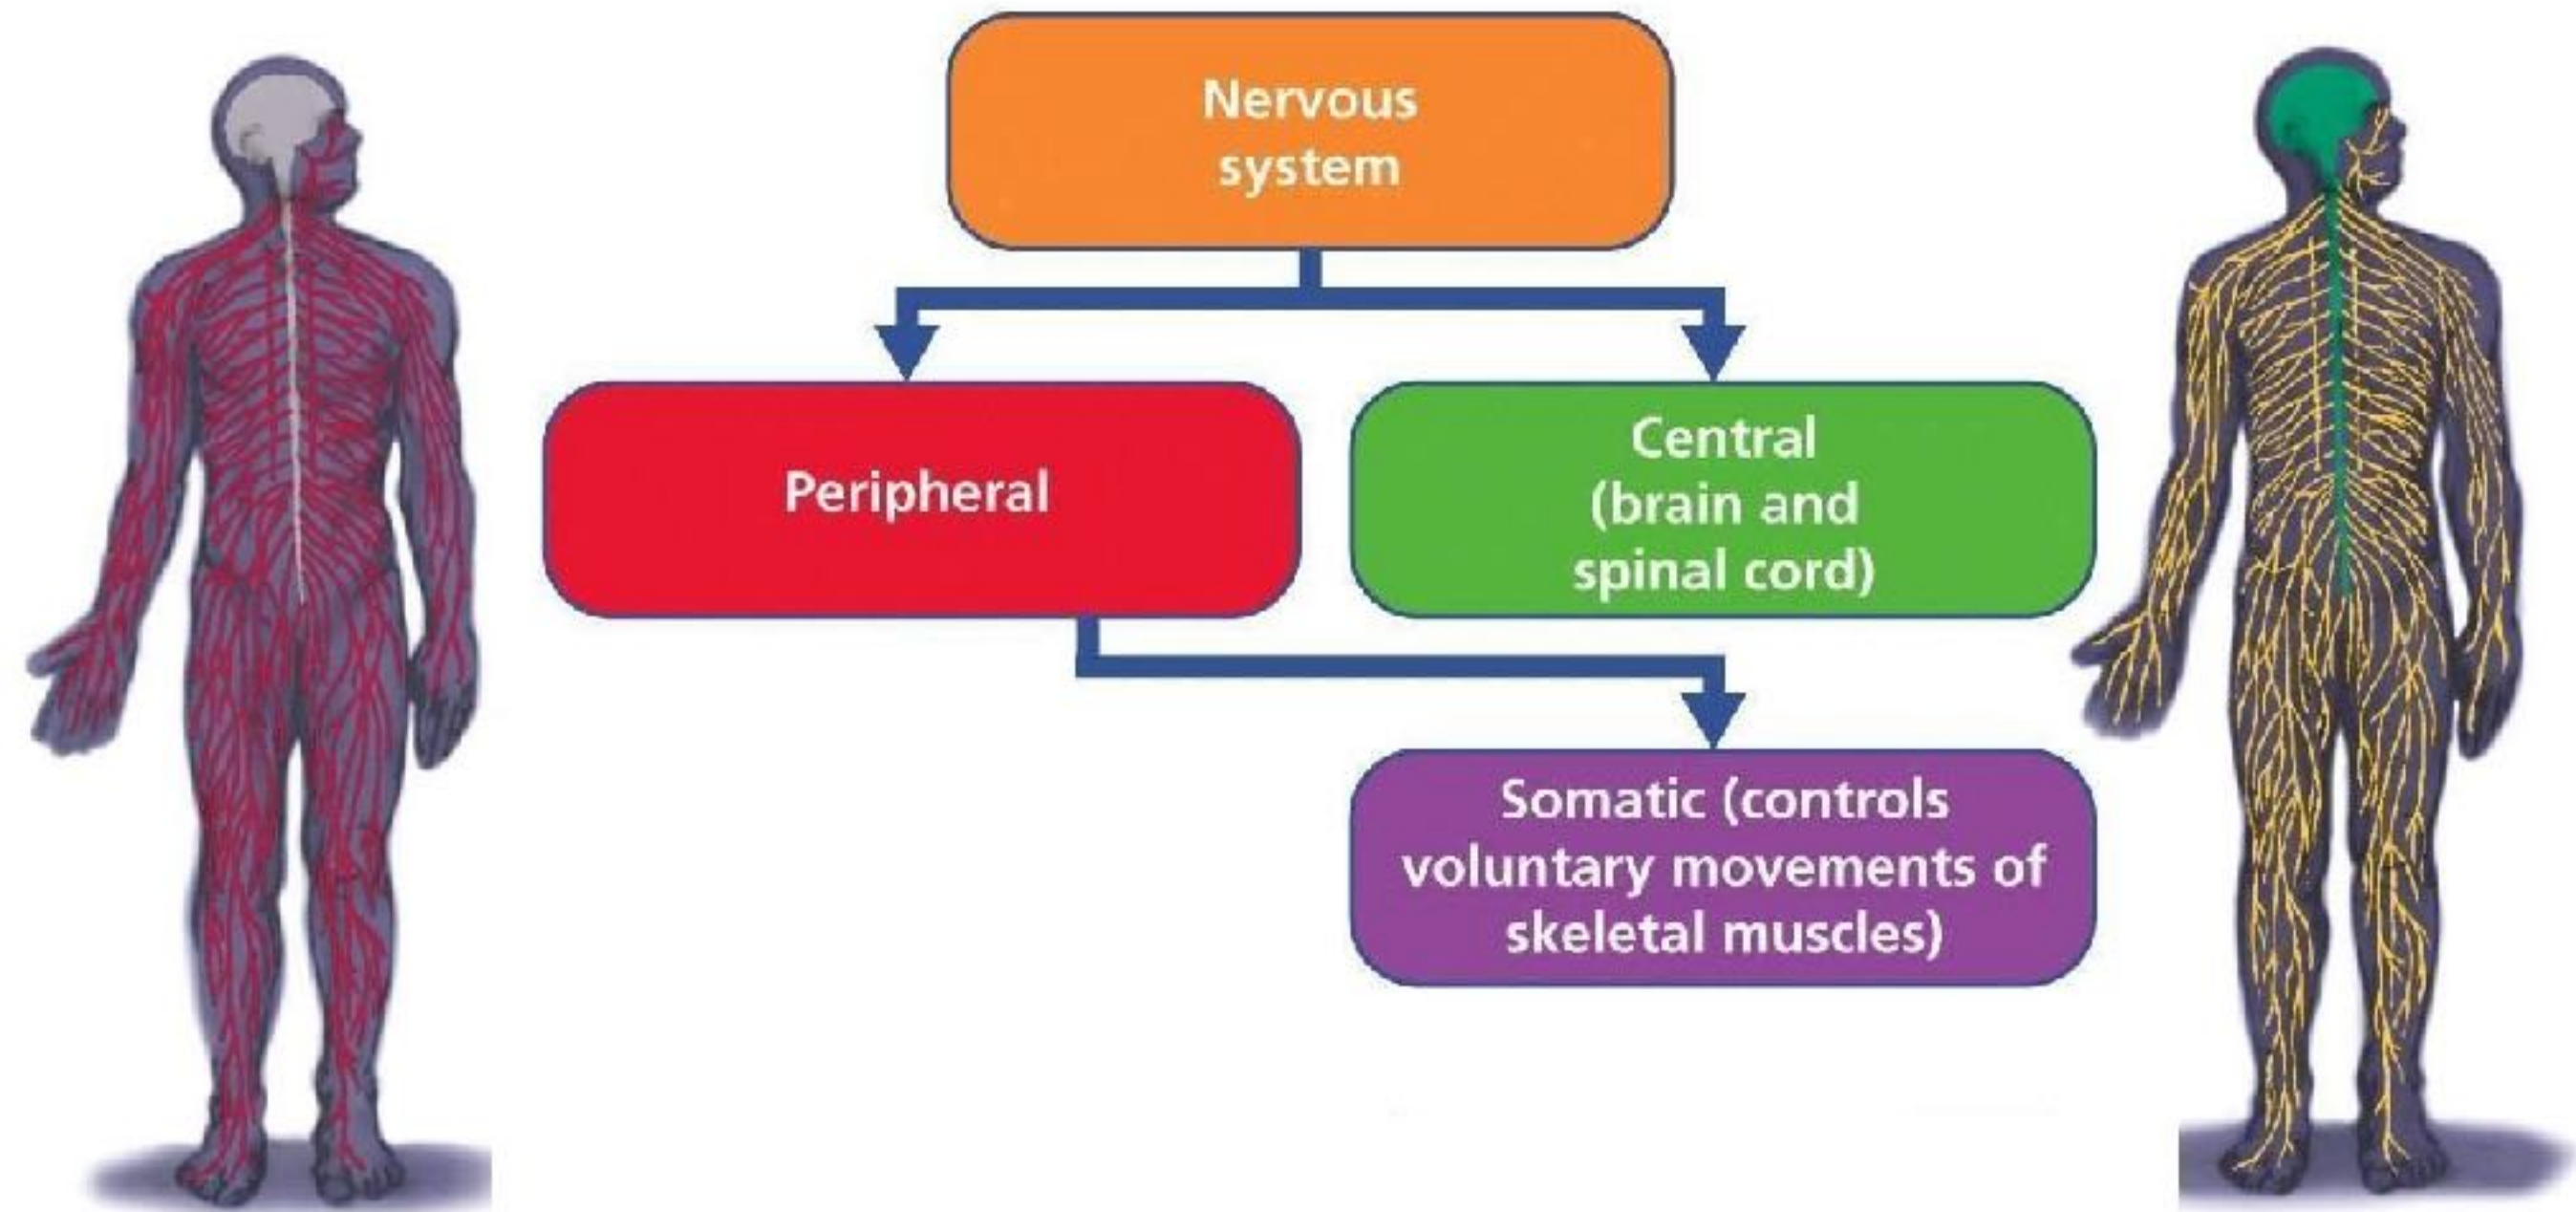 Nervous
system
Peripheral
Central
(brain and
spinal cord)
Somatic (controls
voluntary movements of
skeletal muscles)